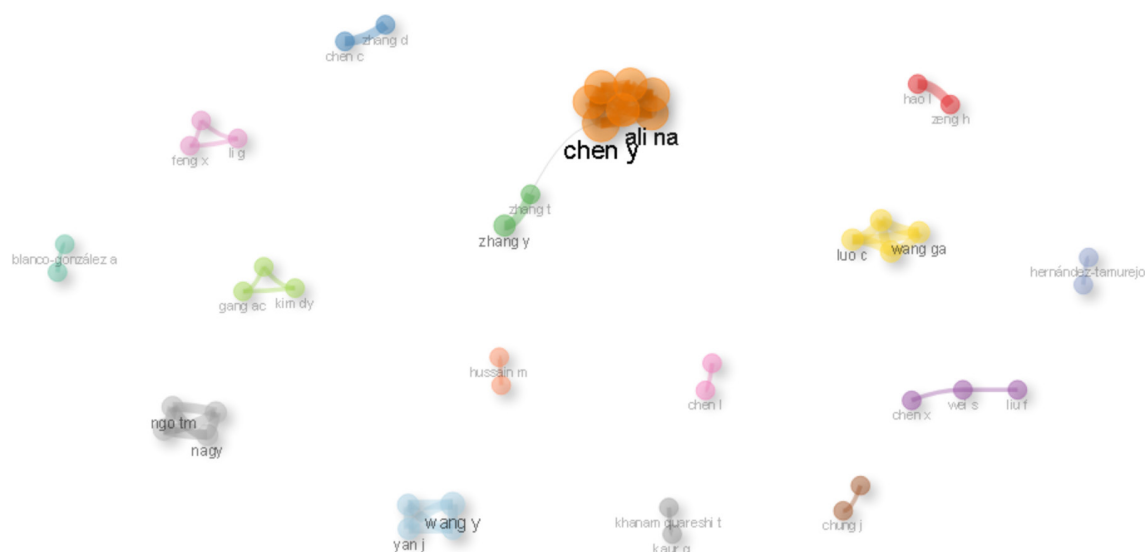 zhang d
chen c
hao l
zeng h
ali na
chen y
feng x
li g
zhang t
zhang y
luo c
wang ga
blanco-gonzález a
hernández-tamurejo
gang ac
kim dy
hussain m
chen l
chen x
wei s
liu f
ngo tm
nagy
wang y
yan j
khanam quareshi t
kaur g
chung j